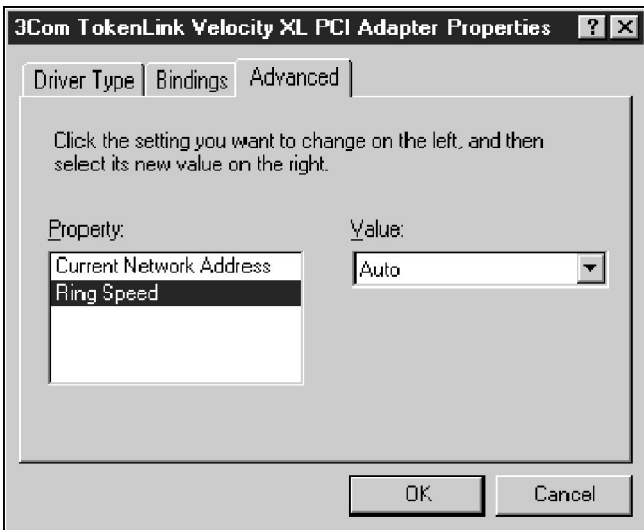 3Com TokenLink Velocity XL PCI Adapter Properties
Driver Type
Bindings
Advanced
Click the setting you want to change on the left, and then
select its new value on the right.
Property:
Value:
Current Network Address
Ring Speed
Auto
OK
Cancel